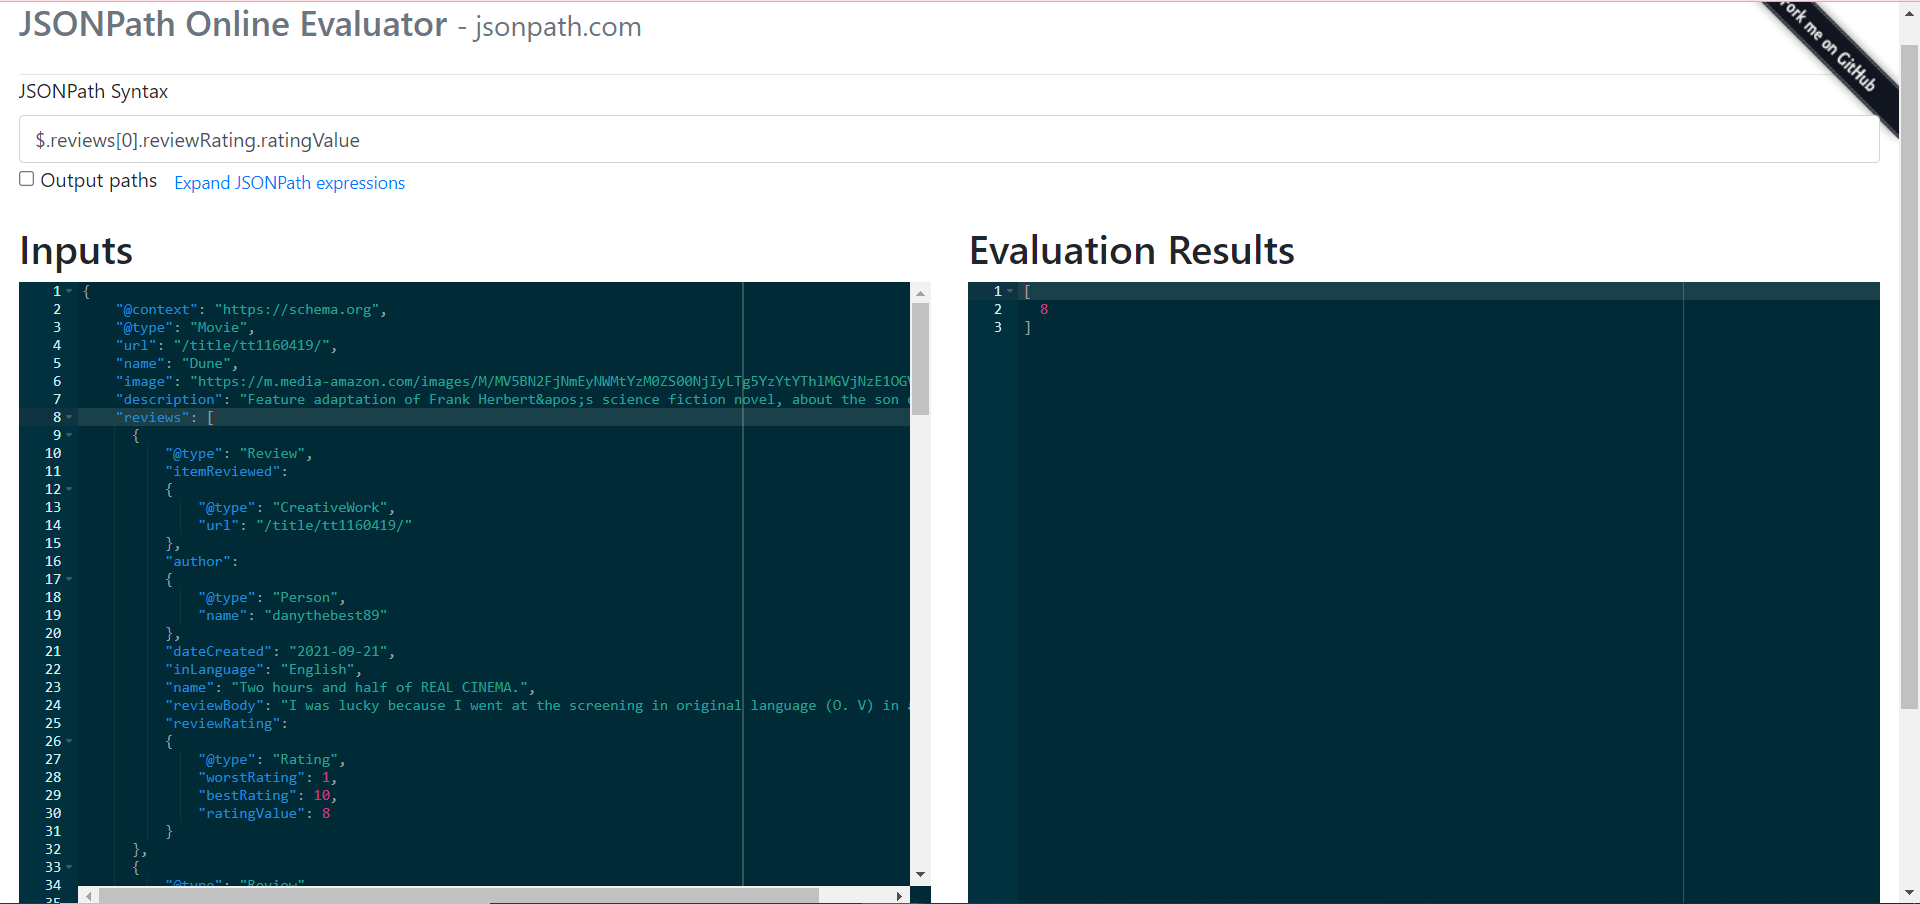 JSONPath Online Evaluator - jsonpath.com
Fork me on GitHub
JSONPath Syntax
$.reviews[0].reviewRating.ratingValue
Output paths Expand JSONPath expressions
Inputs
1 {
2 "@context": "https://schema.org",
3 "@type": "Movie",
4 "url": "/title/tt1160419/",
5 "name": "Dune",
6 "image": "https://m.media-amazon.com/images/M/MV5BN2FjNmEyNWMtYzM0ZS00NjIyLTg5YzYtYThlMGVjNzE1OGV
7 "description": "Feature adaptation of Frank Herbert&apos;s science fiction novel, about the son
8 "reviews": [
9 {
10 "@type": "Review",
11 "itemReviewed":
12 {
13 "@type": "CreativeWork",
14 "url": "/title/tt1160419/"
15 },
16 "author":
17 {
18 "@type": "Person",
19 "name": "danythebest89"
20 },
21 "dateCreated": "2021-09-21",
22 "inLanguage": "English",
23 "name": "Two hours and half of REAL CINEMA.",
24 "reviewBody": "I was lucky because I went at the screening in original language (O. V) in
25 "reviewRating":
26 {
27 "@type": "Rating",
28 "worstRating": 1,
29 "bestRating": 10,
30 "ratingValue": 8
31 }
32 },
33 {
34 "@type": "Review"
35
Evaluation Results
1 [
2 8
3 ]